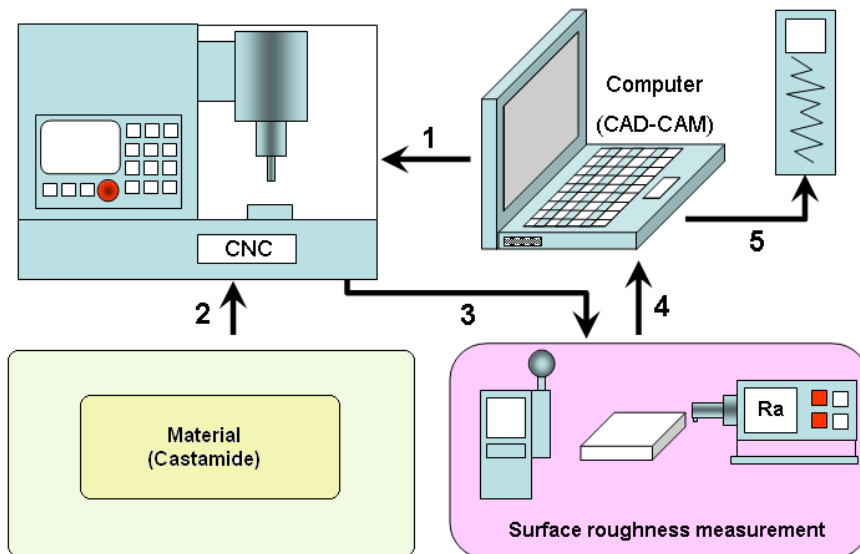 Computer
(CAD-CAM)
1
5
CNC
2
3
4
Material
(Castamide)
Ra
Surface roughness measurement